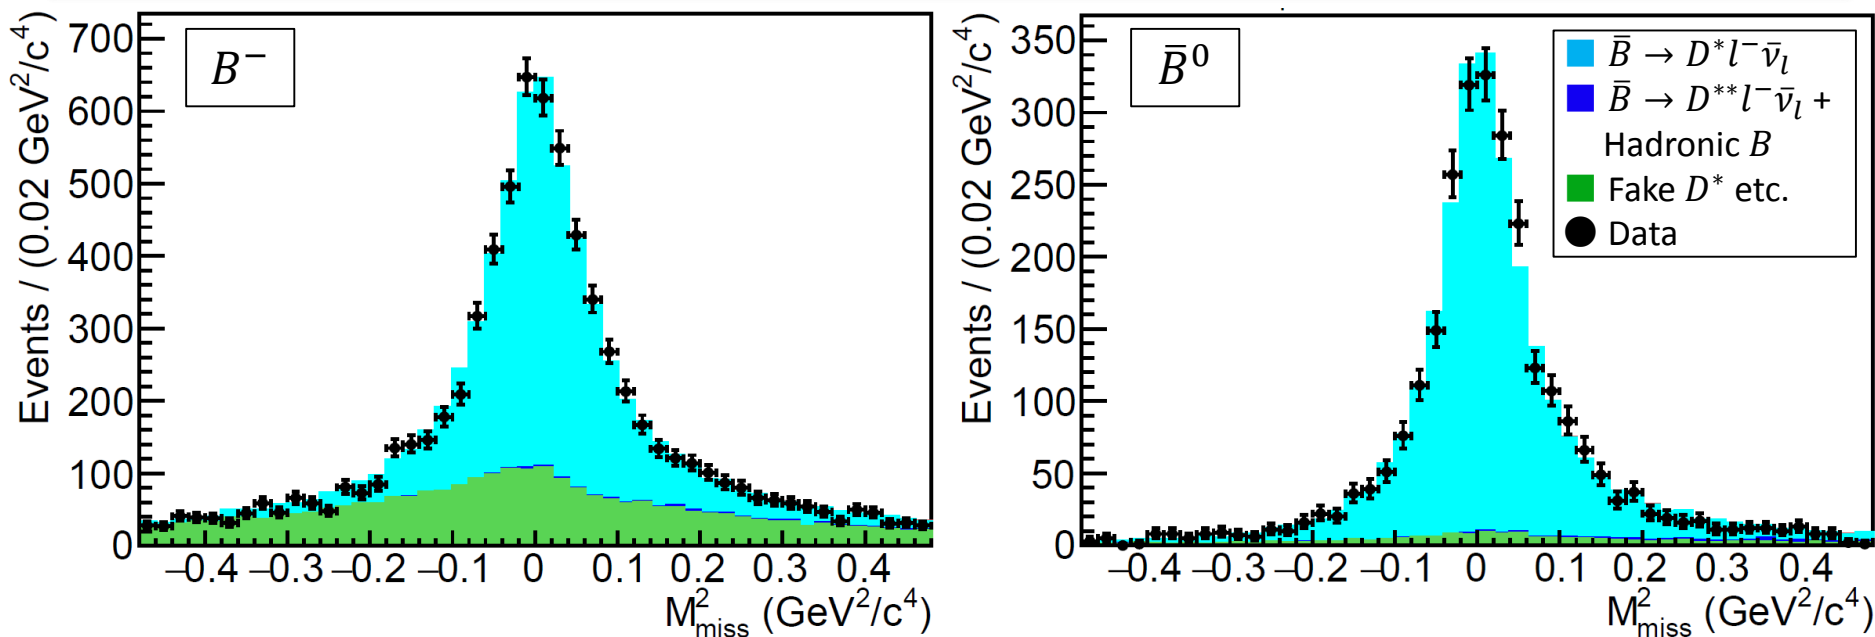 B⁻
Events / (0.02 GeV²/c⁴)
700
600
500
400
300
200
100
0
−0.4 −0.3 −0.2 −0.1 0 0.1 0.2 0.3 0.4
M²miss (GeV²/c⁴)
B̄⁰
Events / (0.02 GeV²/c⁴)
350
300
250
200
150
100
50
0
−0.4 −0.3 −0.2 −0.1 0 0.1 0.2 0.3 0.4
M²miss (GeV²/c⁴)
B̄ → D*l⁻ν̄l
B̄ → D**l⁻ν̄l +
Hadronic B
Fake D* etc.
Data